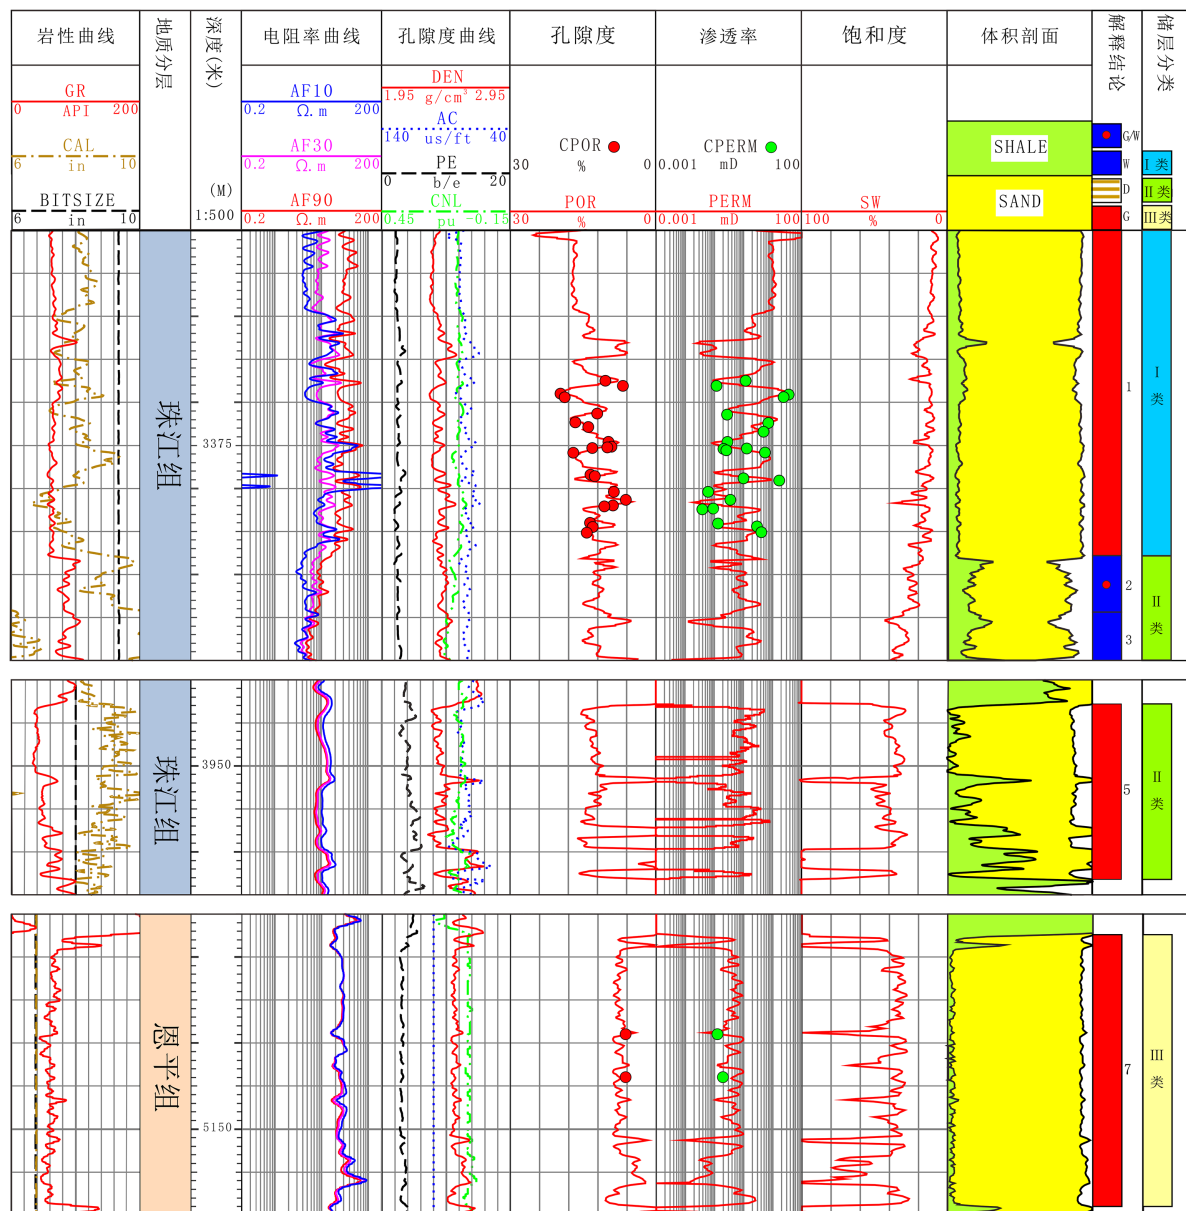 岩性曲线
地质分层
深度(米)
电阻率曲线
孔隙度曲线
孔隙度
渗透率
饱和度
体积剖面
解释结论
储层分类
GR
0 API 200
CAL
6 in 10
BITSIZE
6 in 10
(M)
1:500
AF10
0.2 Ω.m 200
AF30
0.2 Ω.m 200
AF90
0.2 Ω.m 200
DEN
1.95 g/cm³ 2.95
AC
140 us/ft 40
PE
0 b/e 20
CNL
0.45 pu -0.15
CPOR
30 % 0
POR
30 % 0
CPERM
0.001 mD 100
PERM
0.001 mD 100
SW
100 % 0
SHALE
SAND
G/W
W
D
G
I类
II类
III类
珠江组
3375
1
2
3
I
类
II
类
珠江组
3950
5
II
类
恩平组
5150
7
III
类